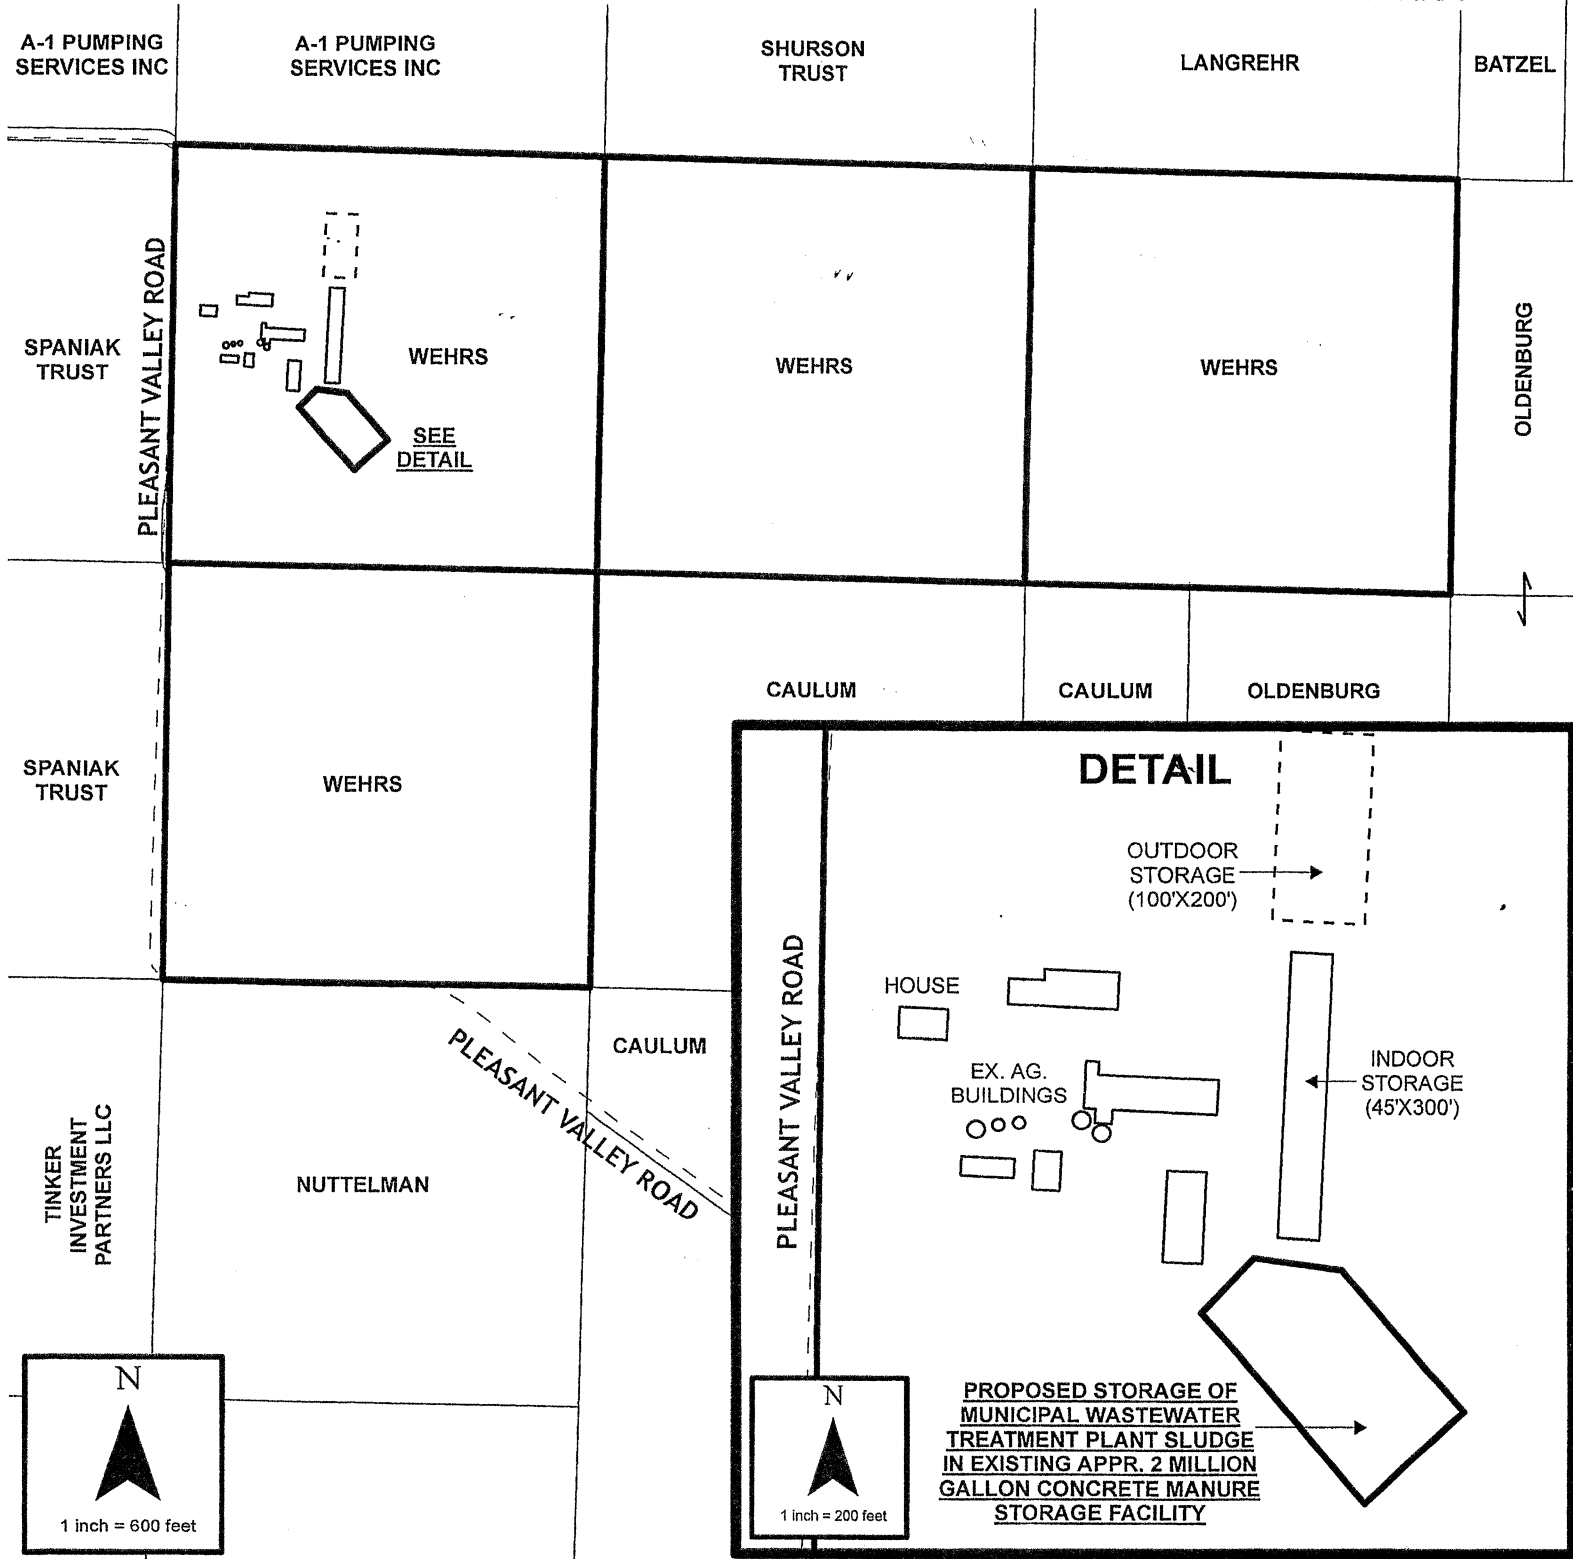 A-1 PUMPING
SERVICES INC
A-1 PUMPING
SERVICES INC
SHURSON
TRUST
LANGREHR
BATZEL
SPANIAK
TRUST
PLEASANT VALLEY ROAD
WEHRS
SEE
DETAIL
WEHRS
WEHRS
OLDENBURG
SPANIAK
TRUST
WEHRS
CAULUM
CAULUM
OLDENBURG
TINKER
INVESTMENT
PARTNERS LLC
NUTTELMAN
CAULUM
PLEASANT VALLEY ROAD
N
1 inch = 600 feet
DETAIL
OUTDOOR
STORAGE
(100'X200')
PLEASANT VALLEY ROAD
HOUSE
EX. AG.
BUILDINGS
INDOOR
STORAGE
(45'X300')
N
1 inch = 200 feet
PROPOSED STORAGE OF
MUNICIPAL WASTEWATER
TREATMENT PLANT SLUDGE
IN EXISTING APPR. 2 MILLION
GALLON CONCRETE MANURE
STORAGE FACILITY